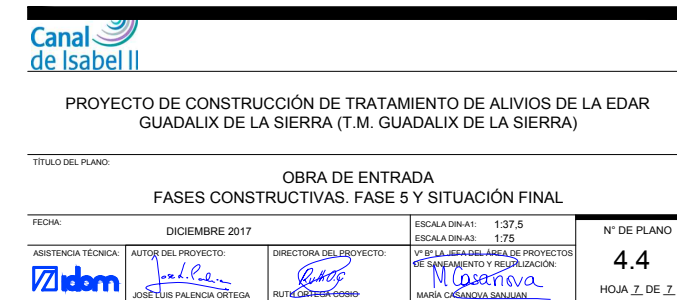 Canal
de Isabel II
PROYECTO DE CONSTRUCCIÓN DE TRATAMIENTO DE ALIVIOS DE LA EDAR
GUADALIX DE LA SIERRA (T.M. GUADALIX DE LA SIERRA)
TÍTULO DEL PLANO:
OBRA DE ENTRADA
FASES CONSTRUCTIVAS. FASE 5 Y SITUACIÓN FINAL
FECHA:
DICIEMBRE 2017
ESCALA DIN-A1: 1:37,5
ESCALA DIN-A3: 1:75
N° DE PLANO
4.4
HOJA 7 DE 7
ASISTENCIA TÉCNICA:
idom
AUTOR DEL PROYECTO:
JOSÉ LUIS PALENCIA ORTEGA
DIRECTORA DEL PROYECTO:
RUTH ORTEGA COSIO
Vº Bº LA JEFA DEL ÁREA DE PROYECTOS
DE SANEAMIENTO Y REUTILIZACIÓN:
M Casanova
MARÍA CASANOVA SANJUAN